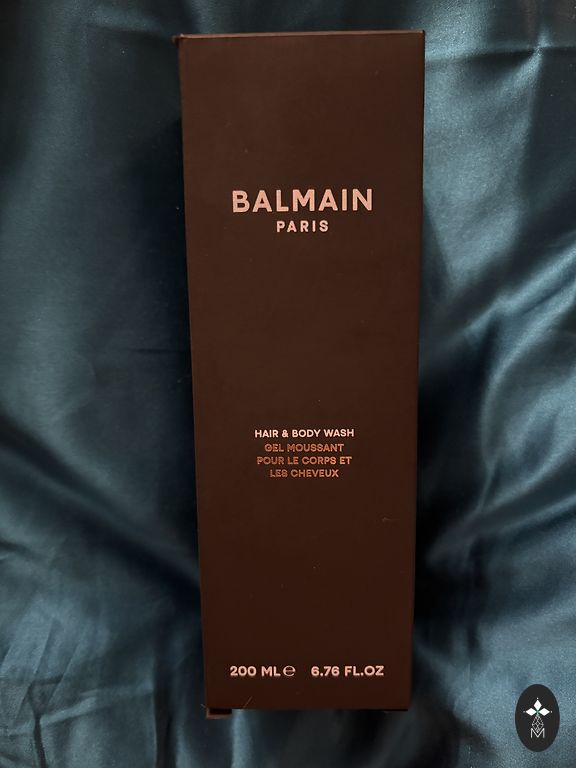 BALMAIN
PARIS
HAIR & BODY WASH
GEL MOUSSANT
POUR LE CORPS ET
LES CHEVEUX
200 ML ℮ 6.76 FL.OZ
M